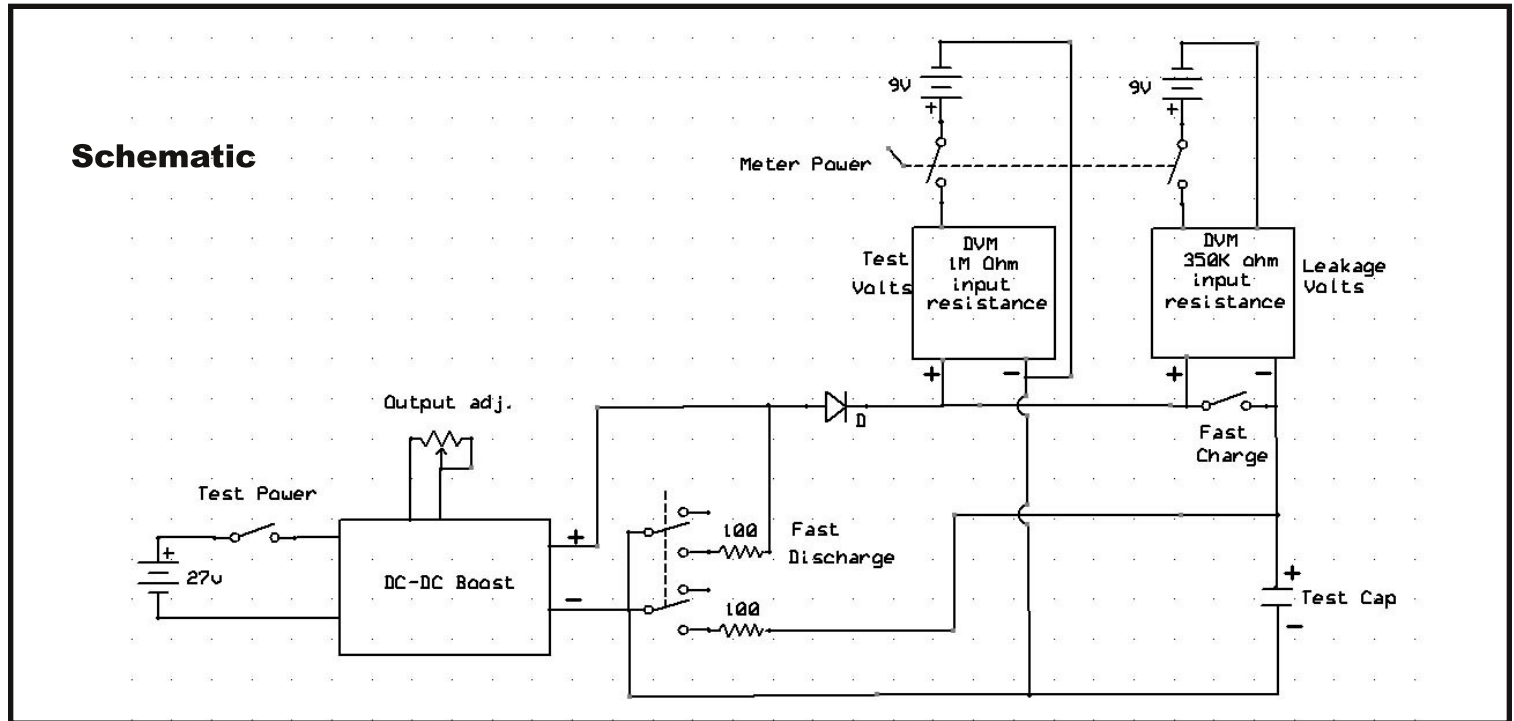 Schematic
9V
+
9V
+
Meter Power
Test
Volts
DVM
1M Ohm
input
resistance
DVM
350K ohm
input
resistance
Leakage
Volts
+
−
+
−
Output adj.
D
Fast
Charge
Test Power
+
27v
DC-DC Boost
+
−
100
Fast
Discharge
100
+
Test Cap
−